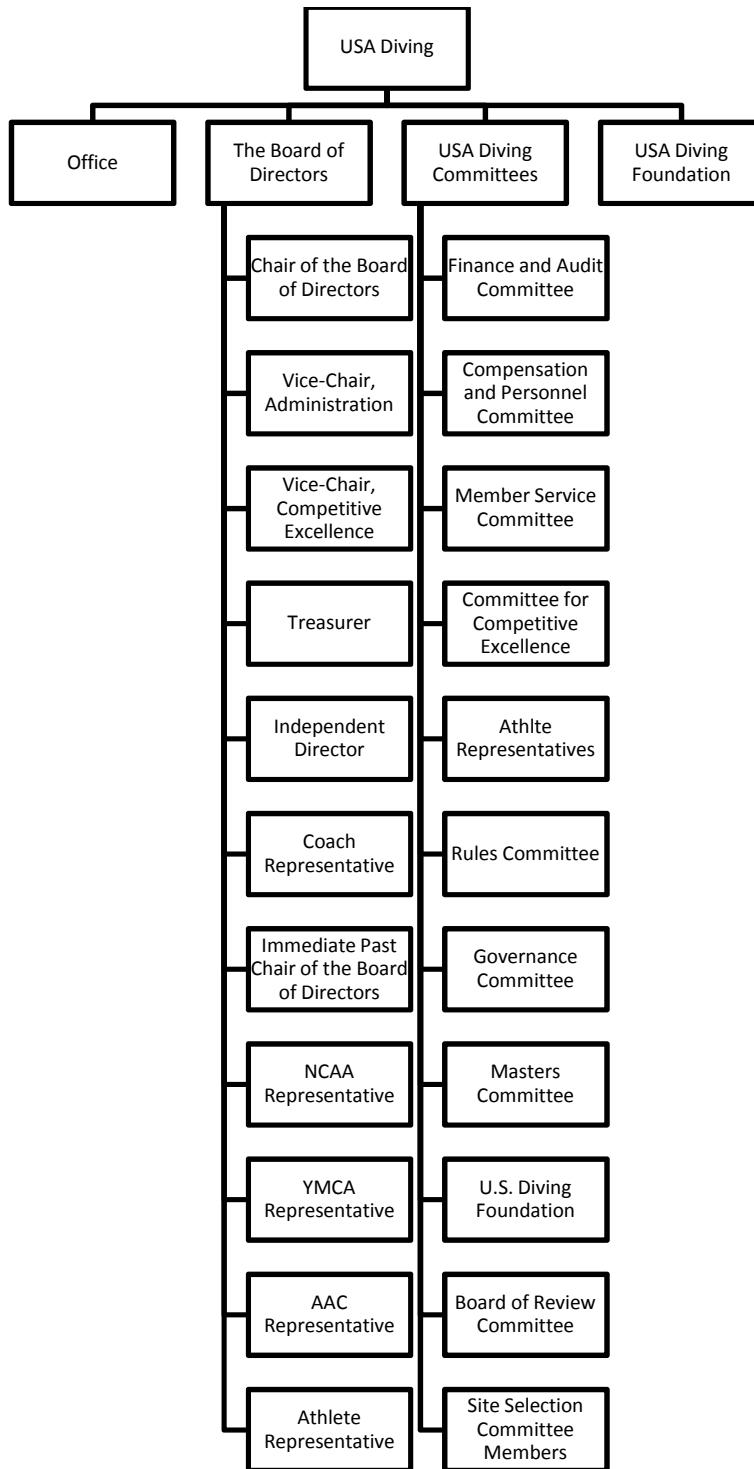 USA Diving
Office
The Board of
Directors
USA Diving
Committees
USA Diving
Foundation
Chair of the Board
of Directors
Vice-Chair,
Administration
Vice-Chair,
Competitive
Excellence
Treasurer
Independent
Director
Coach
Representative
Immediate Past
Chair of the Board
of Directors
NCAA
Representative
YMCA
Representative
AAC
Representative
Athlete
Representative
Finance and Audit
Committee
Compensation
and Personnel
Committee
Member Service
Committee
Committee for
Competitive
Excellence
Athlte
Representatives
Rules Committee
Governance
Committee
Masters
Committee
U.S. Diving
Foundation
Board of Review
Committee
Site Selection
Committee
Members